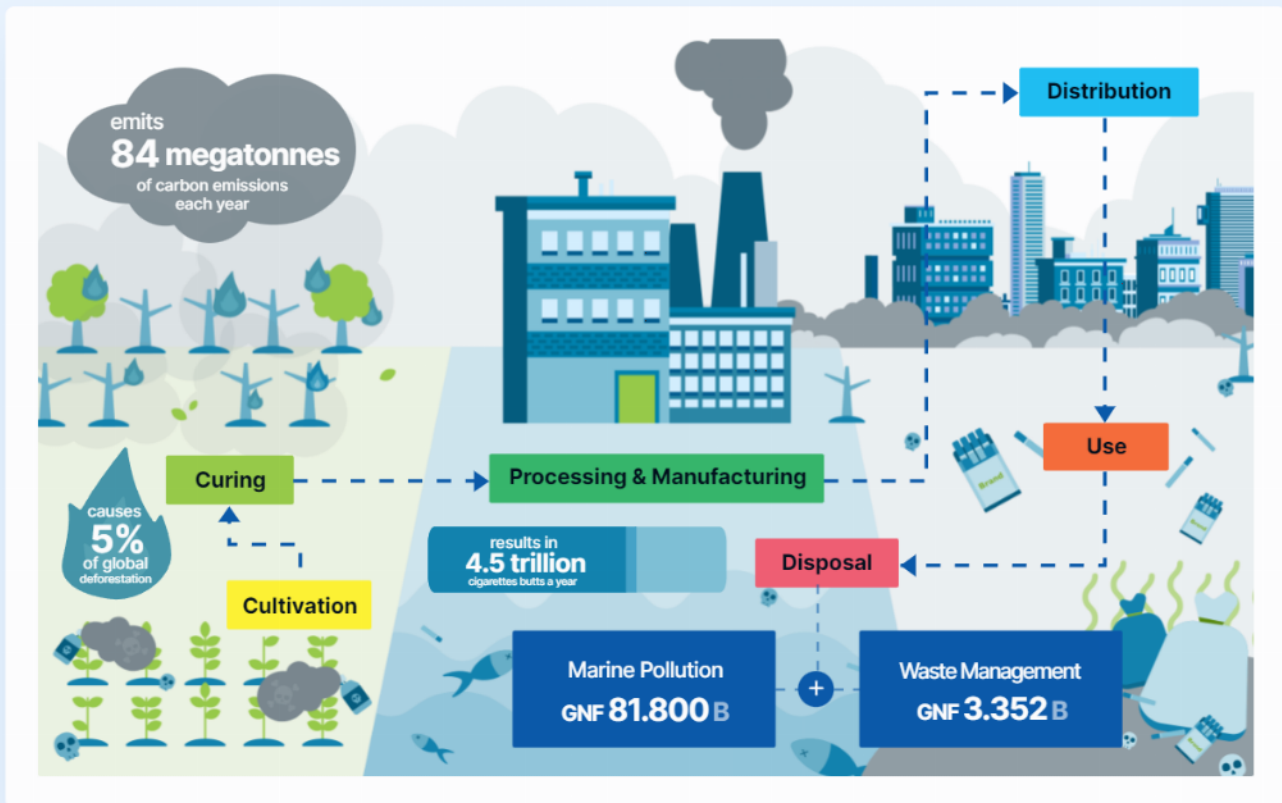 emits
84 megatonnes
of carbon emissions
each year
Distribution
Use
Brand
Brand
Curing
Processing & Manufacturing
causes
5%
of global
deforestation
results in
4.5 trillion
cigarettes butts a year
Disposal
Cultivation
Marine Pollution
GNF 81.800 B
+
Waste Management
GNF 3.352 B
Brand